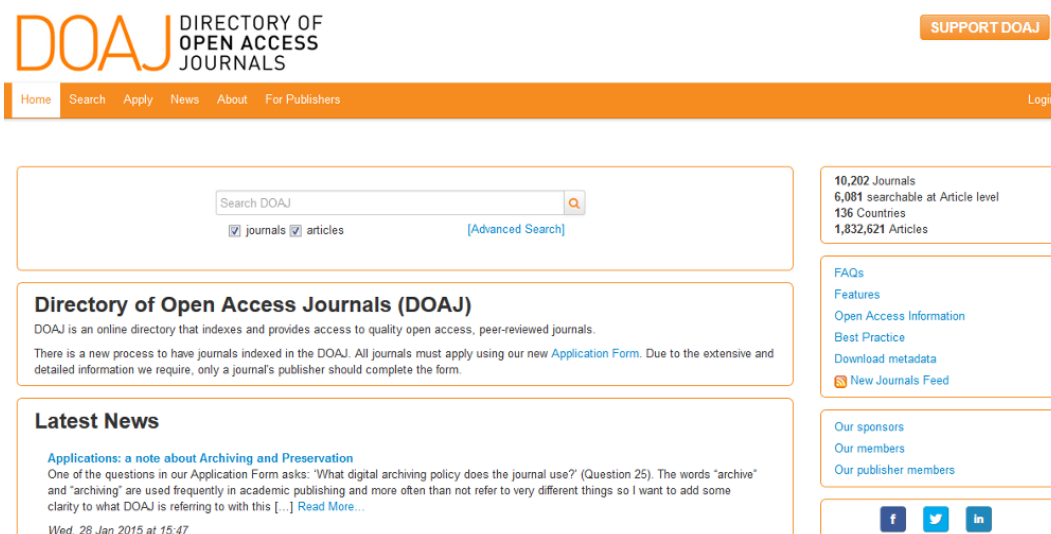 DOAJ DIRECTORY OF
OPEN ACCESS
JOURNALS
SUPPORT DOAJ
Home Search Apply News About For Publishers
Login
Search DOAJ
journals articles [Advanced Search]
Directory of Open Access Journals (DOAJ)
DOAJ is an online directory that indexes and provides access to quality open access, peer-reviewed journals.
There is a new process to have journals indexed in the DOAJ. All journals must apply using our new Application Form. Due to the extensive and
detailed information we require, only a journal's publisher should complete the form.
Latest News
Applications: a note about Archiving and Preservation
One of the questions in our Application Form asks: 'What digital archiving policy does the journal use?' (Question 25). The words "archive"
and "archiving" are used frequently in academic publishing and more often than not refer to very different things so I want to add some
clarity to what DOAJ is referring to with this […] Read More...
Wed, 28 Jan 2015 at 15:47
10,202 Journals
6,081 searchable at Article level
136 Countries
1,832,621 Articles
FAQs
Features
Open Access Information
Best Practice
Download metadata
New Journals Feed
Our sponsors
Our members
Our publisher members
f in